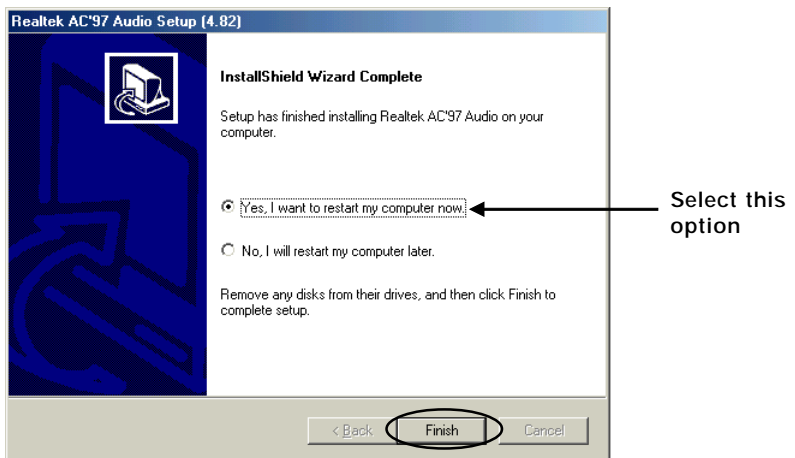 Realtek AC'97 Audio Setup (4.82)
InstallShield Wizard Complete
Setup has finished installing Realtek AC'97 Audio on your
computer.
Yes, I want to restart my computer now.
Select this
option
No, I will restart my computer later.
Remove any disks from their drives, and then click Finish to
complete setup.
< Back
Finish
Cancel